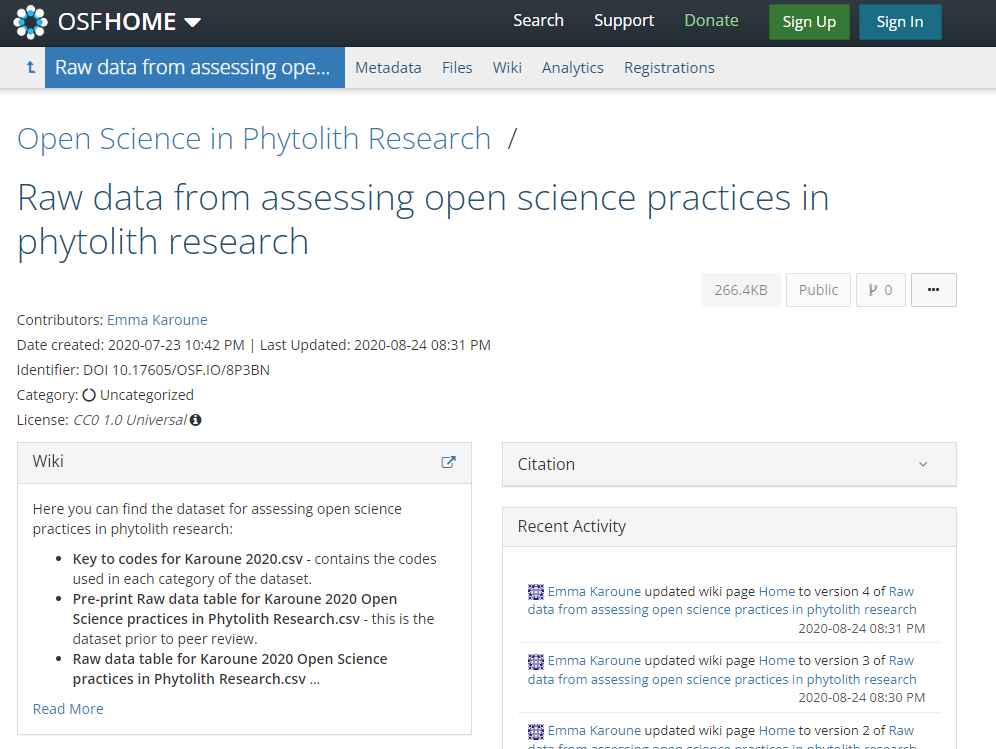 OSFHOME
Search
Support
Donate
Sign Up
Sign In
Raw data from assessing ope...
Metadata
Files
Wiki
Analytics
Registrations
Open Science in Phytolith Research /
Raw data from assessing open science practices in
phytolith research
266.4KB
Public
0
...
Contributors: Emma Karoune
Date created: 2020-07-23 10:42 PM | Last Updated: 2020-08-24 08:31 PM
Identifier: DOI 10.17605/OSF.IO/8P3BN
Category: Uncategorized
License: CC0 1.0 Universal
Wiki
Here you can find the dataset for assessing open science
practices in phytolith research:
• Key to codes for Karoune 2020.csv - contains the codes
used in each category of the dataset.
• Pre-print Raw data table for Karoune 2020 Open
Science practices in Phytolith Research.csv - this is the
dataset prior to peer review.
• Raw data table for Karoune 2020 Open Science
practices in Phytolith Research.csv ...
Read More
Citation
Recent Activity
Emma Karoune updated wiki page Home to version 4 of Raw
data from assessing open science practices in phytolith research
2020-08-24 08:31 PM
Emma Karoune updated wiki page Home to version 3 of Raw
data from assessing open science practices in phytolith research
2020-08-24 08:30 PM
Emma Karoune updated wiki page Home to version 2 of Raw
data from assessing open science practices in phytolith research